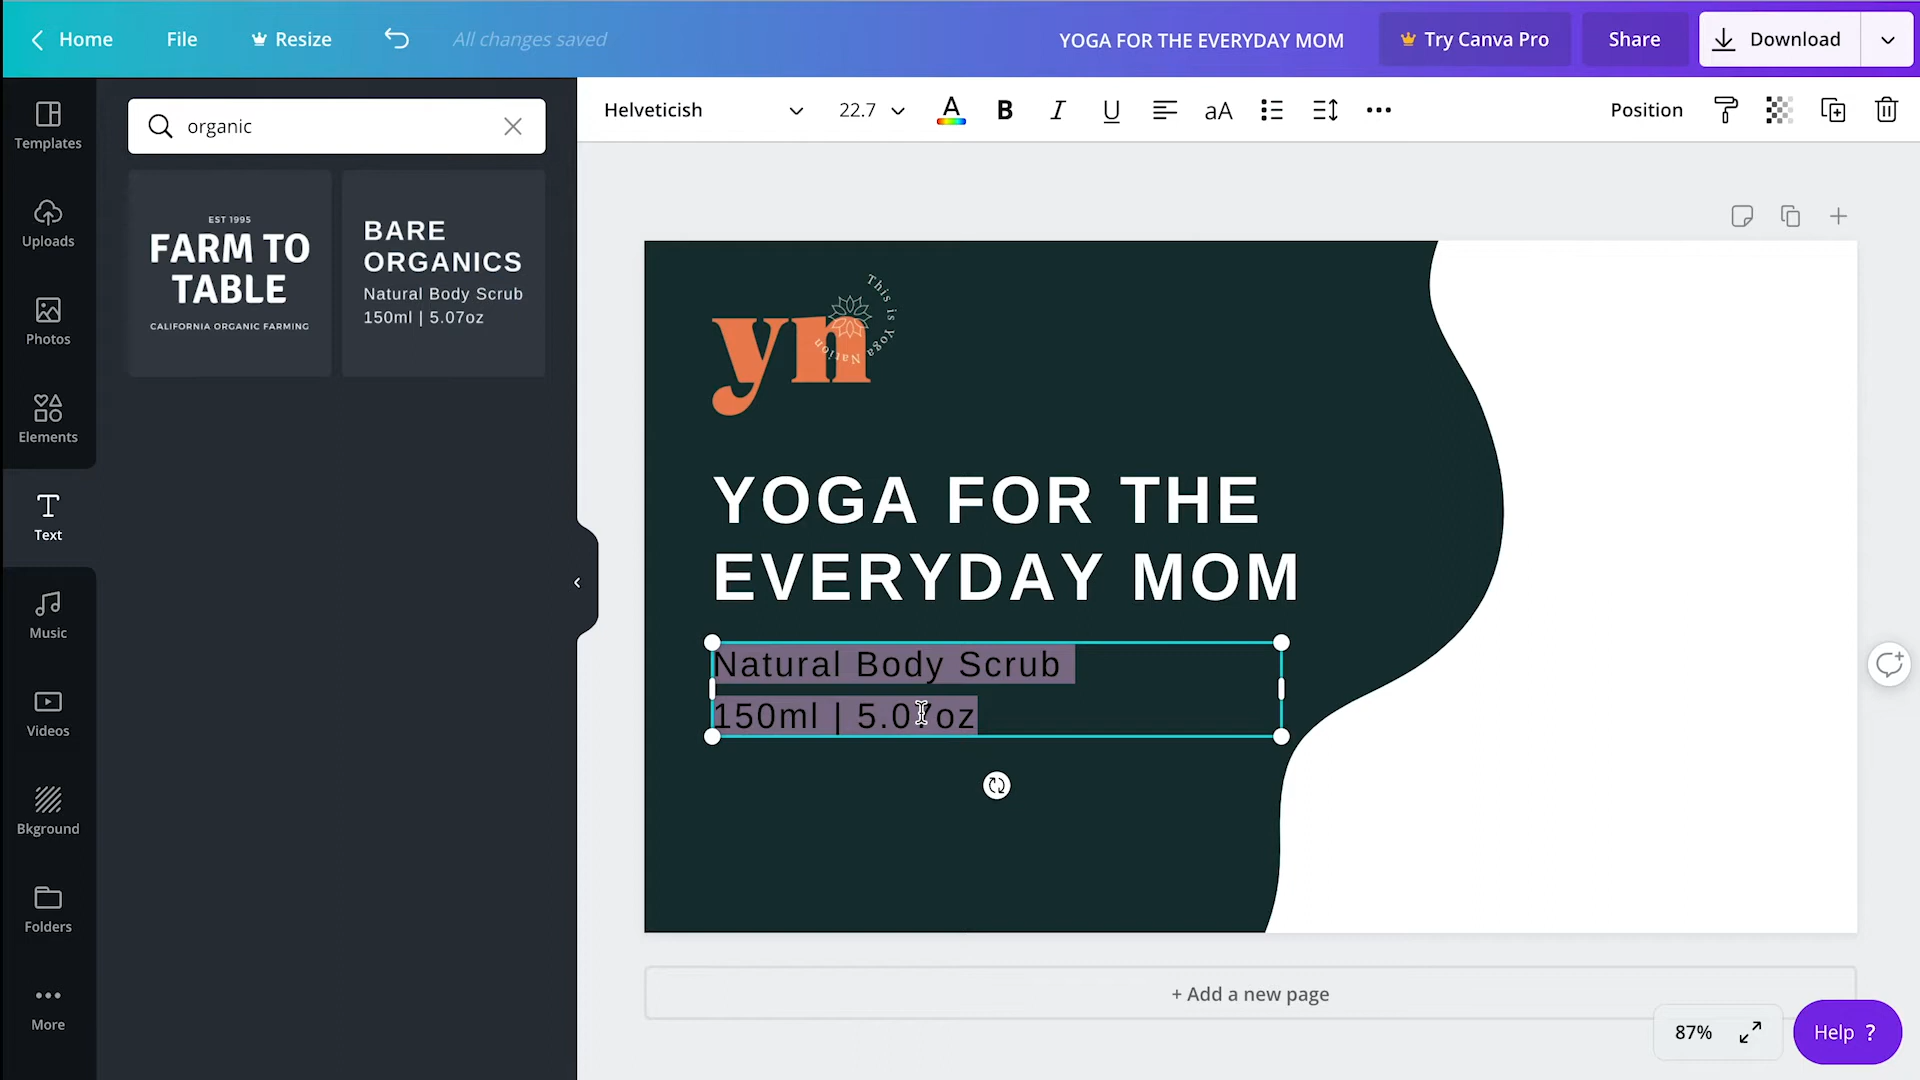 Home
File
Resize
All changes saved
YOGA FOR THE EVERYDAY MOM
Try Canva Pro
Share
Download
Templates
Uploads
Photos
Elements
Text
Music
Videos
Bkground
Folders
More
organic
EST 1995
FARM TO
TABLE
CALIFORNIA ORGANIC FARMING
BARE
ORGANICS
Natural Body Scrub
150ml | 5.07oz
Helveticish
22.7
A
B
I
U
aA
Position
yn
This is Yoga Nation
YOGA FOR THE
EVERYDAY MOM
Natural Body Scrub
150ml | 5.07oz
+ Add a new page
87%
Help ?